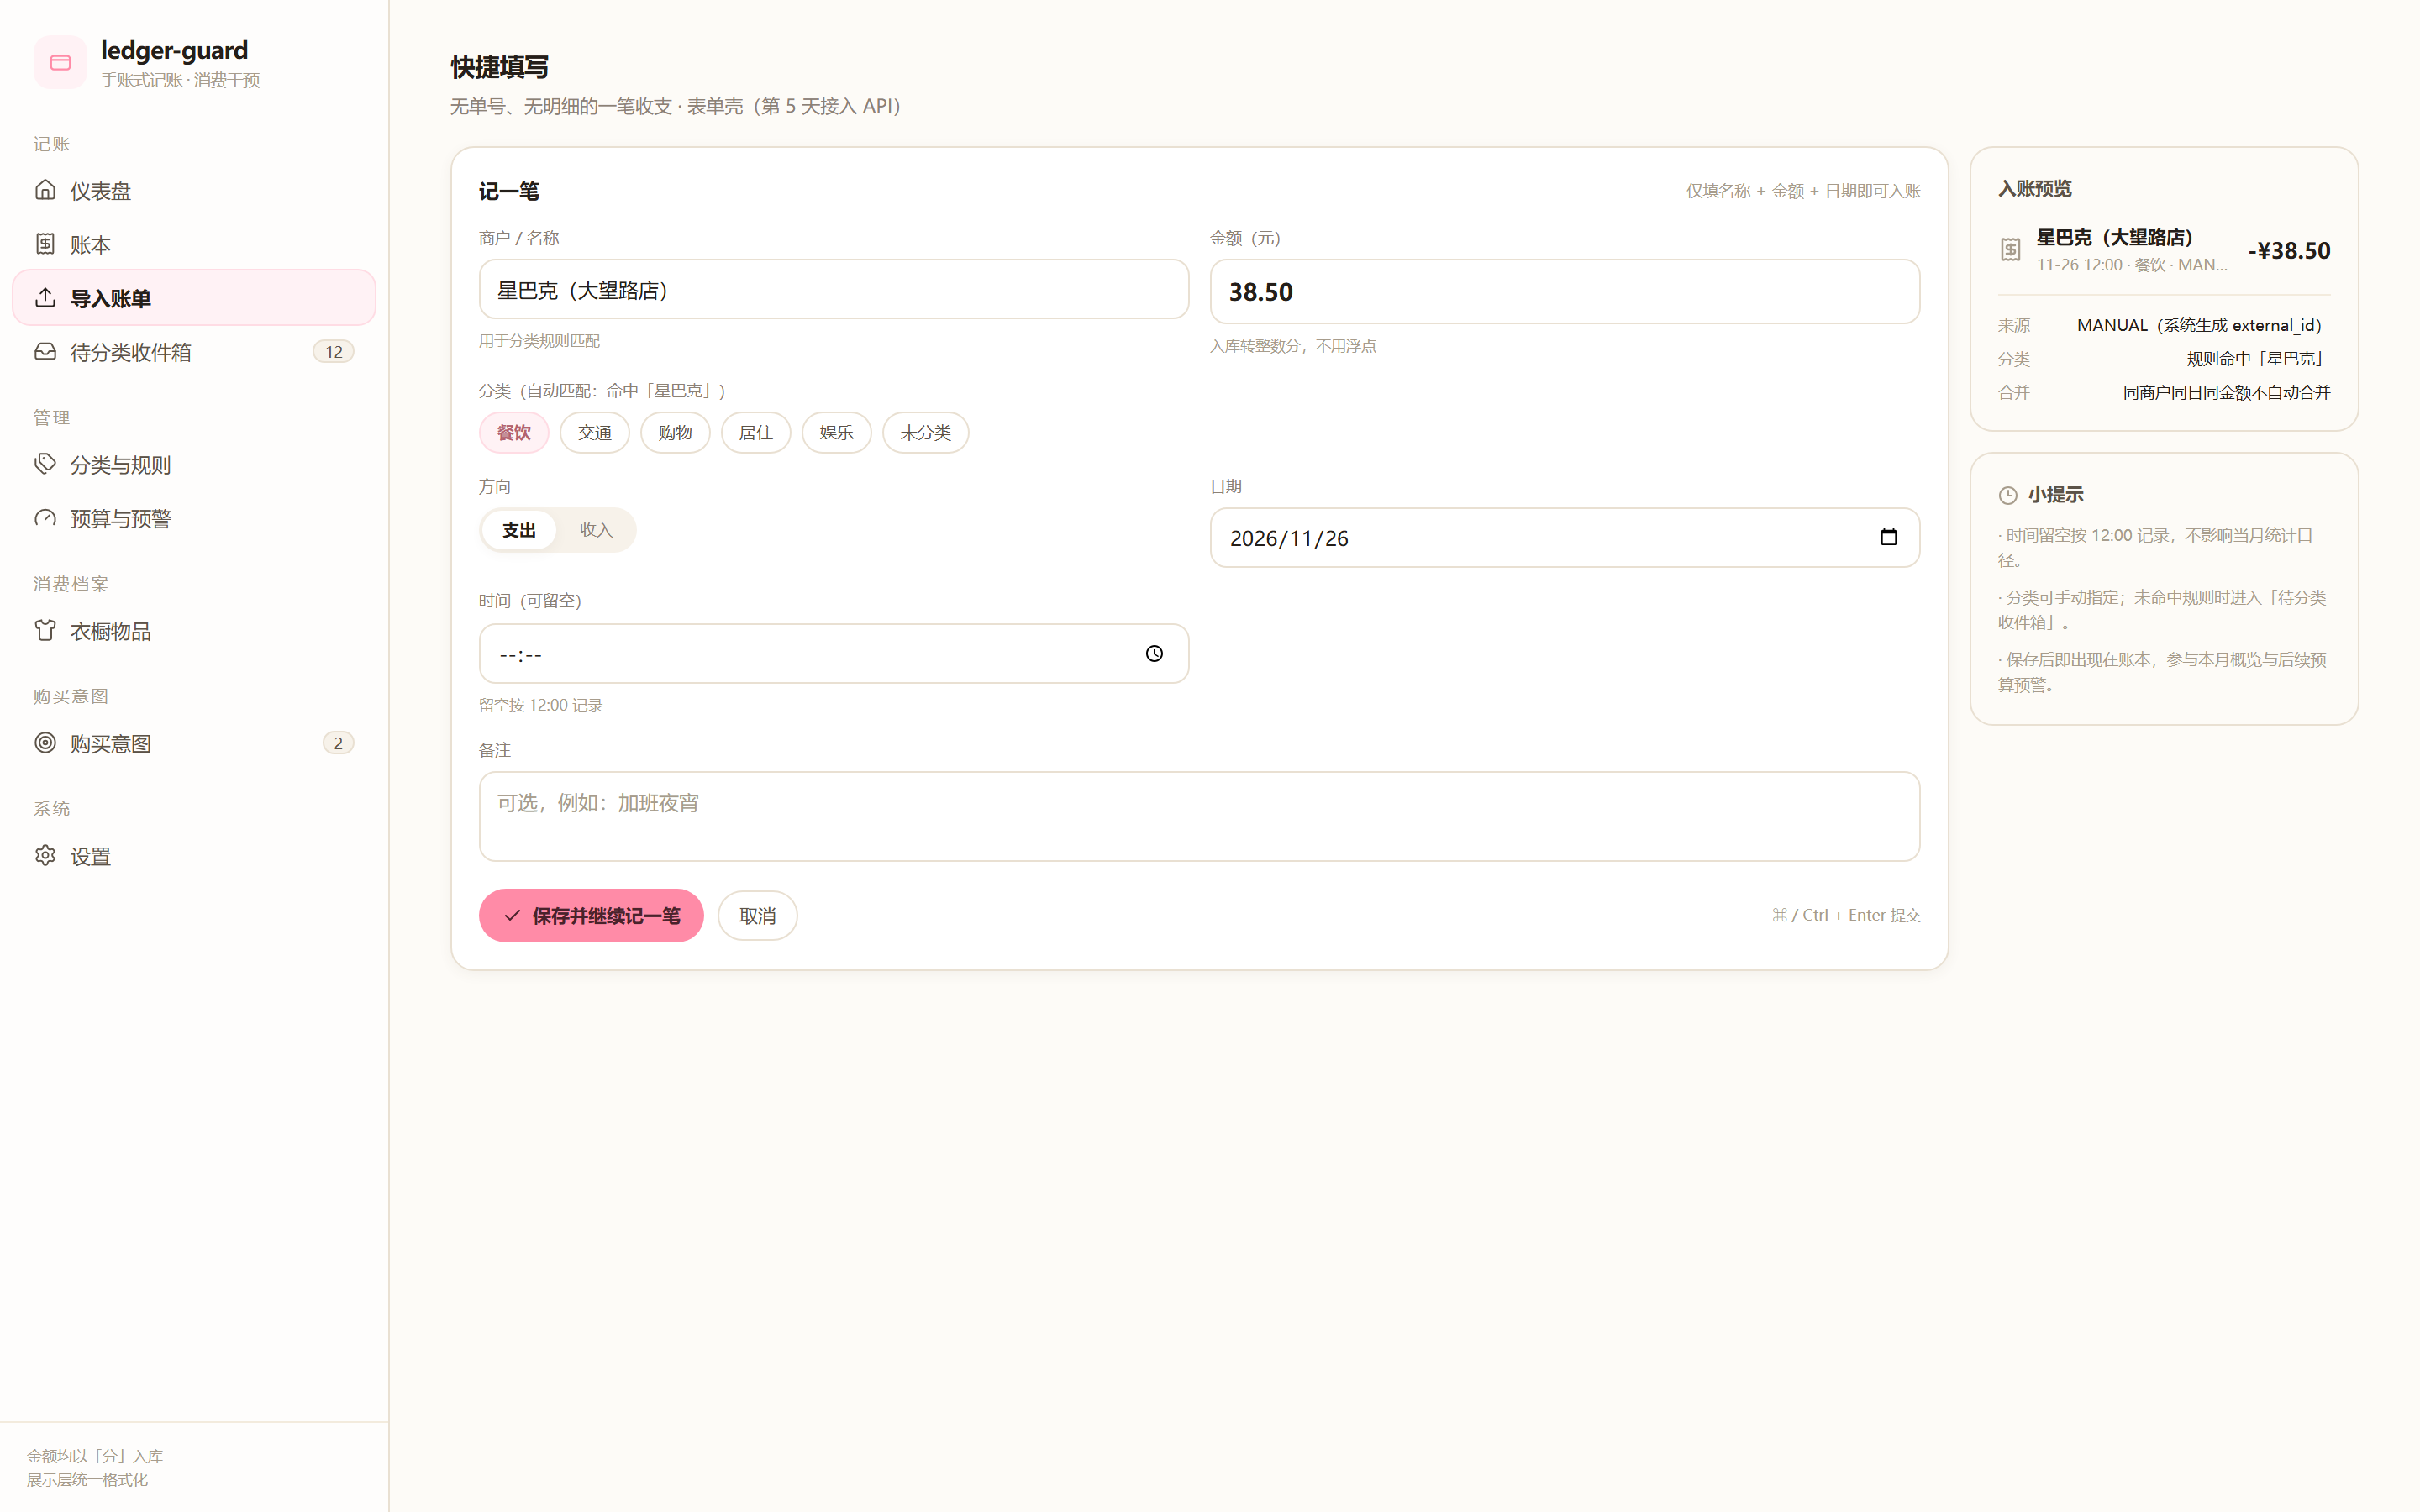 ledger-guard
手账式记账 · 消费干预
记账
仪表盘
账本
导入账单
待分类收件箱
12
管理
分类与规则
预算与预警
消费档案
衣橱物品
购买意图
购买意图
2
系统
设置
金额均以「分」入库
展示层统一格式化
快捷填写
无单号、无明细的一笔收支 · 表单壳（第 5 天接入 API）
记一笔
仅填名称 + 金额 + 日期即可入账
商户 / 名称
星巴克（大望路店）
用于分类规则匹配
金额（元）
38.50
入库转整数分，不用浮点
分类（自动匹配：命中「星巴克」）
餐饮
交通
购物
居住
娱乐
未分类
方向
支出
收入
日期
2026/11/26
时间（可留空）
--:--
留空按 12:00 记录
备注
可选，例如：加班夜宵
保存并继续记一笔
取消
⌘ / Ctrl + Enter 提交
入账预览
星巴克（大望路店）
11-26 12:00 · 餐饮 · MAN...
-¥38.50
来源
MANUAL（系统生成 external_id）
分类
规则命中「星巴克」
合并
同商户同日同金额不自动合并
小提示
· 时间留空按 12:00 记录，不影响当月统计口
径。
· 分类可手动指定；未命中规则时进入「待分类
收件箱」。
· 保存后即出现在账本，参与本月概览与后续预
算预警。